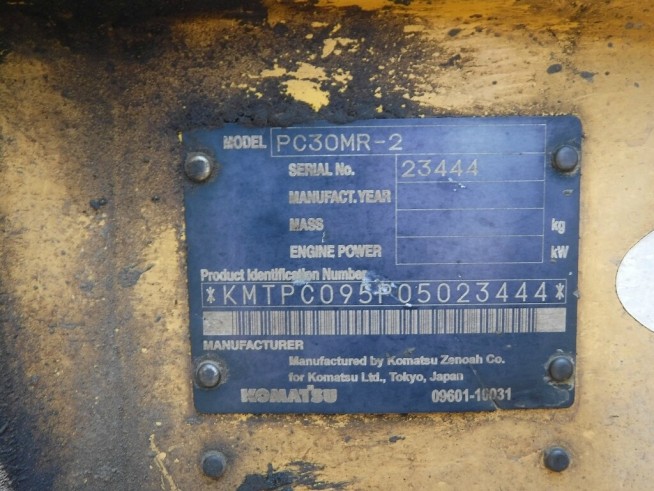 MODEL PC30MR-2
SERIAL No. 23444
MANUFACT.YEAR
MASS kg
ENGINE POWER kW
Product Identification Number
*KMTPC095P05023444*
MANUFACTURER
Manufactured by Komatsu Zenoah Co.
for Komatsu Ltd., Tokyo, Japan
KOMATSU 09601-16031